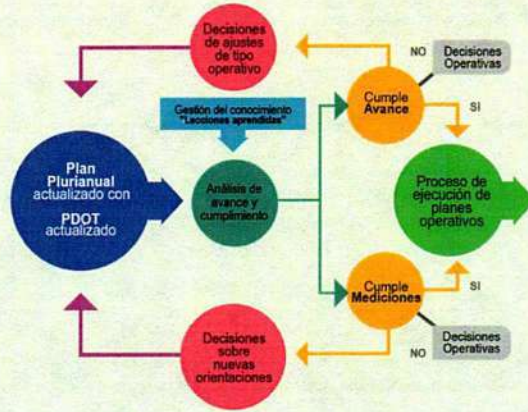 Decisiones
de ajustes
de tipo
operativo
NO
Decisiones
Operativas
Gestión del conocimiento
"Lecciones aprendidas"
Cumple
Avance
SI
Plan
Plurianual
actualizado con
PDOT
actualizado
Análisis de
avance y
cumplimiento
Proceso de
ejecución de
planes
operativos
Cumple
Mediciones
SI
Decisiones
sobre
nuevas
orientaciones
NO
Decisiones
Operativas